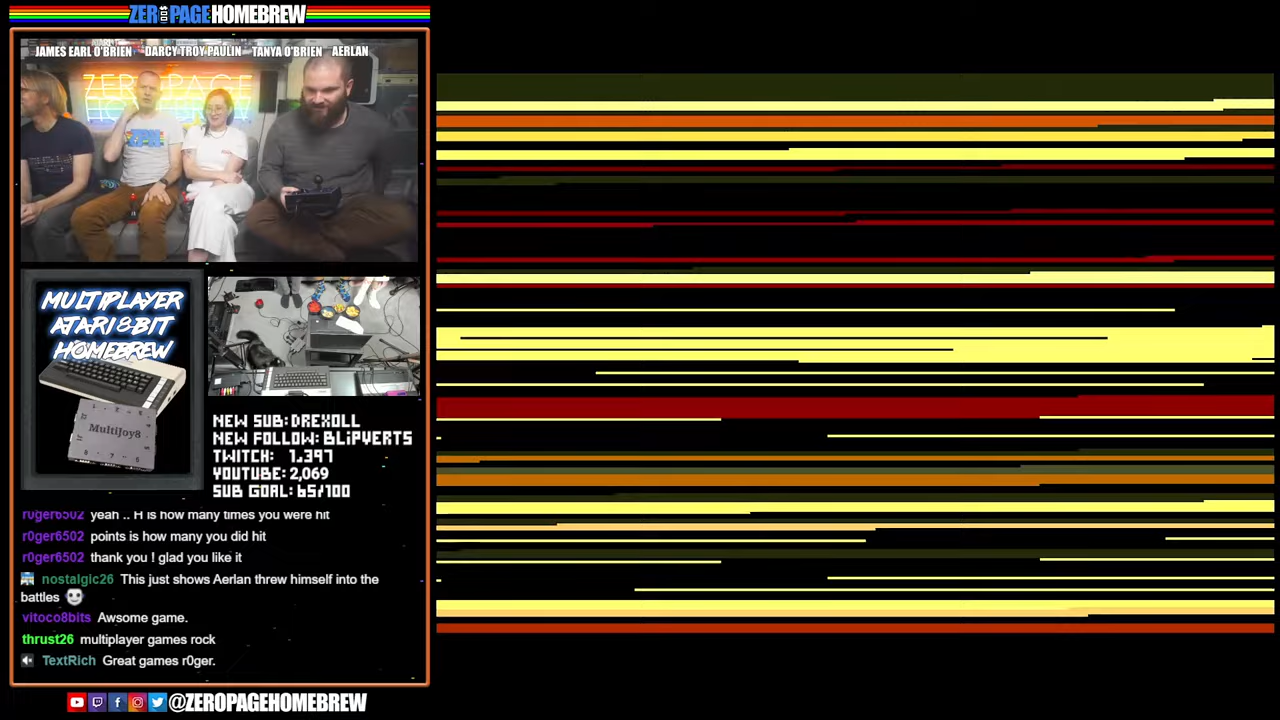 ZEROPAGE HOMEBREW
JAMES EARL O'BRIEN DARCY TROY PAULIN TANYA O'BRIEN AERLAN
ZERO PAGE
HOMEBREW
MULTIPLAYER
ATARI 8 BIT
HOMEBREW
MultiJoy8
NEW SUB: DREXOLL
NEW FOLLOW: BLIPVERTS
TWITCH: 1,397
YOUTUBE: 2,069
SUB GOAL: 65/100
r0ger6502 yeah .. H is how many times you were hit
r0ger6502 points is how many you did hit
r0ger6502 thank you ! glad you like it
nostalgic26 This just shows Aerlan threw himself into the
battles
vitoco8bits Awsome game.
thrust26 multiplayer games rock
TextRich Great games r0ger.
@ZEROPAGEHOMEBREW